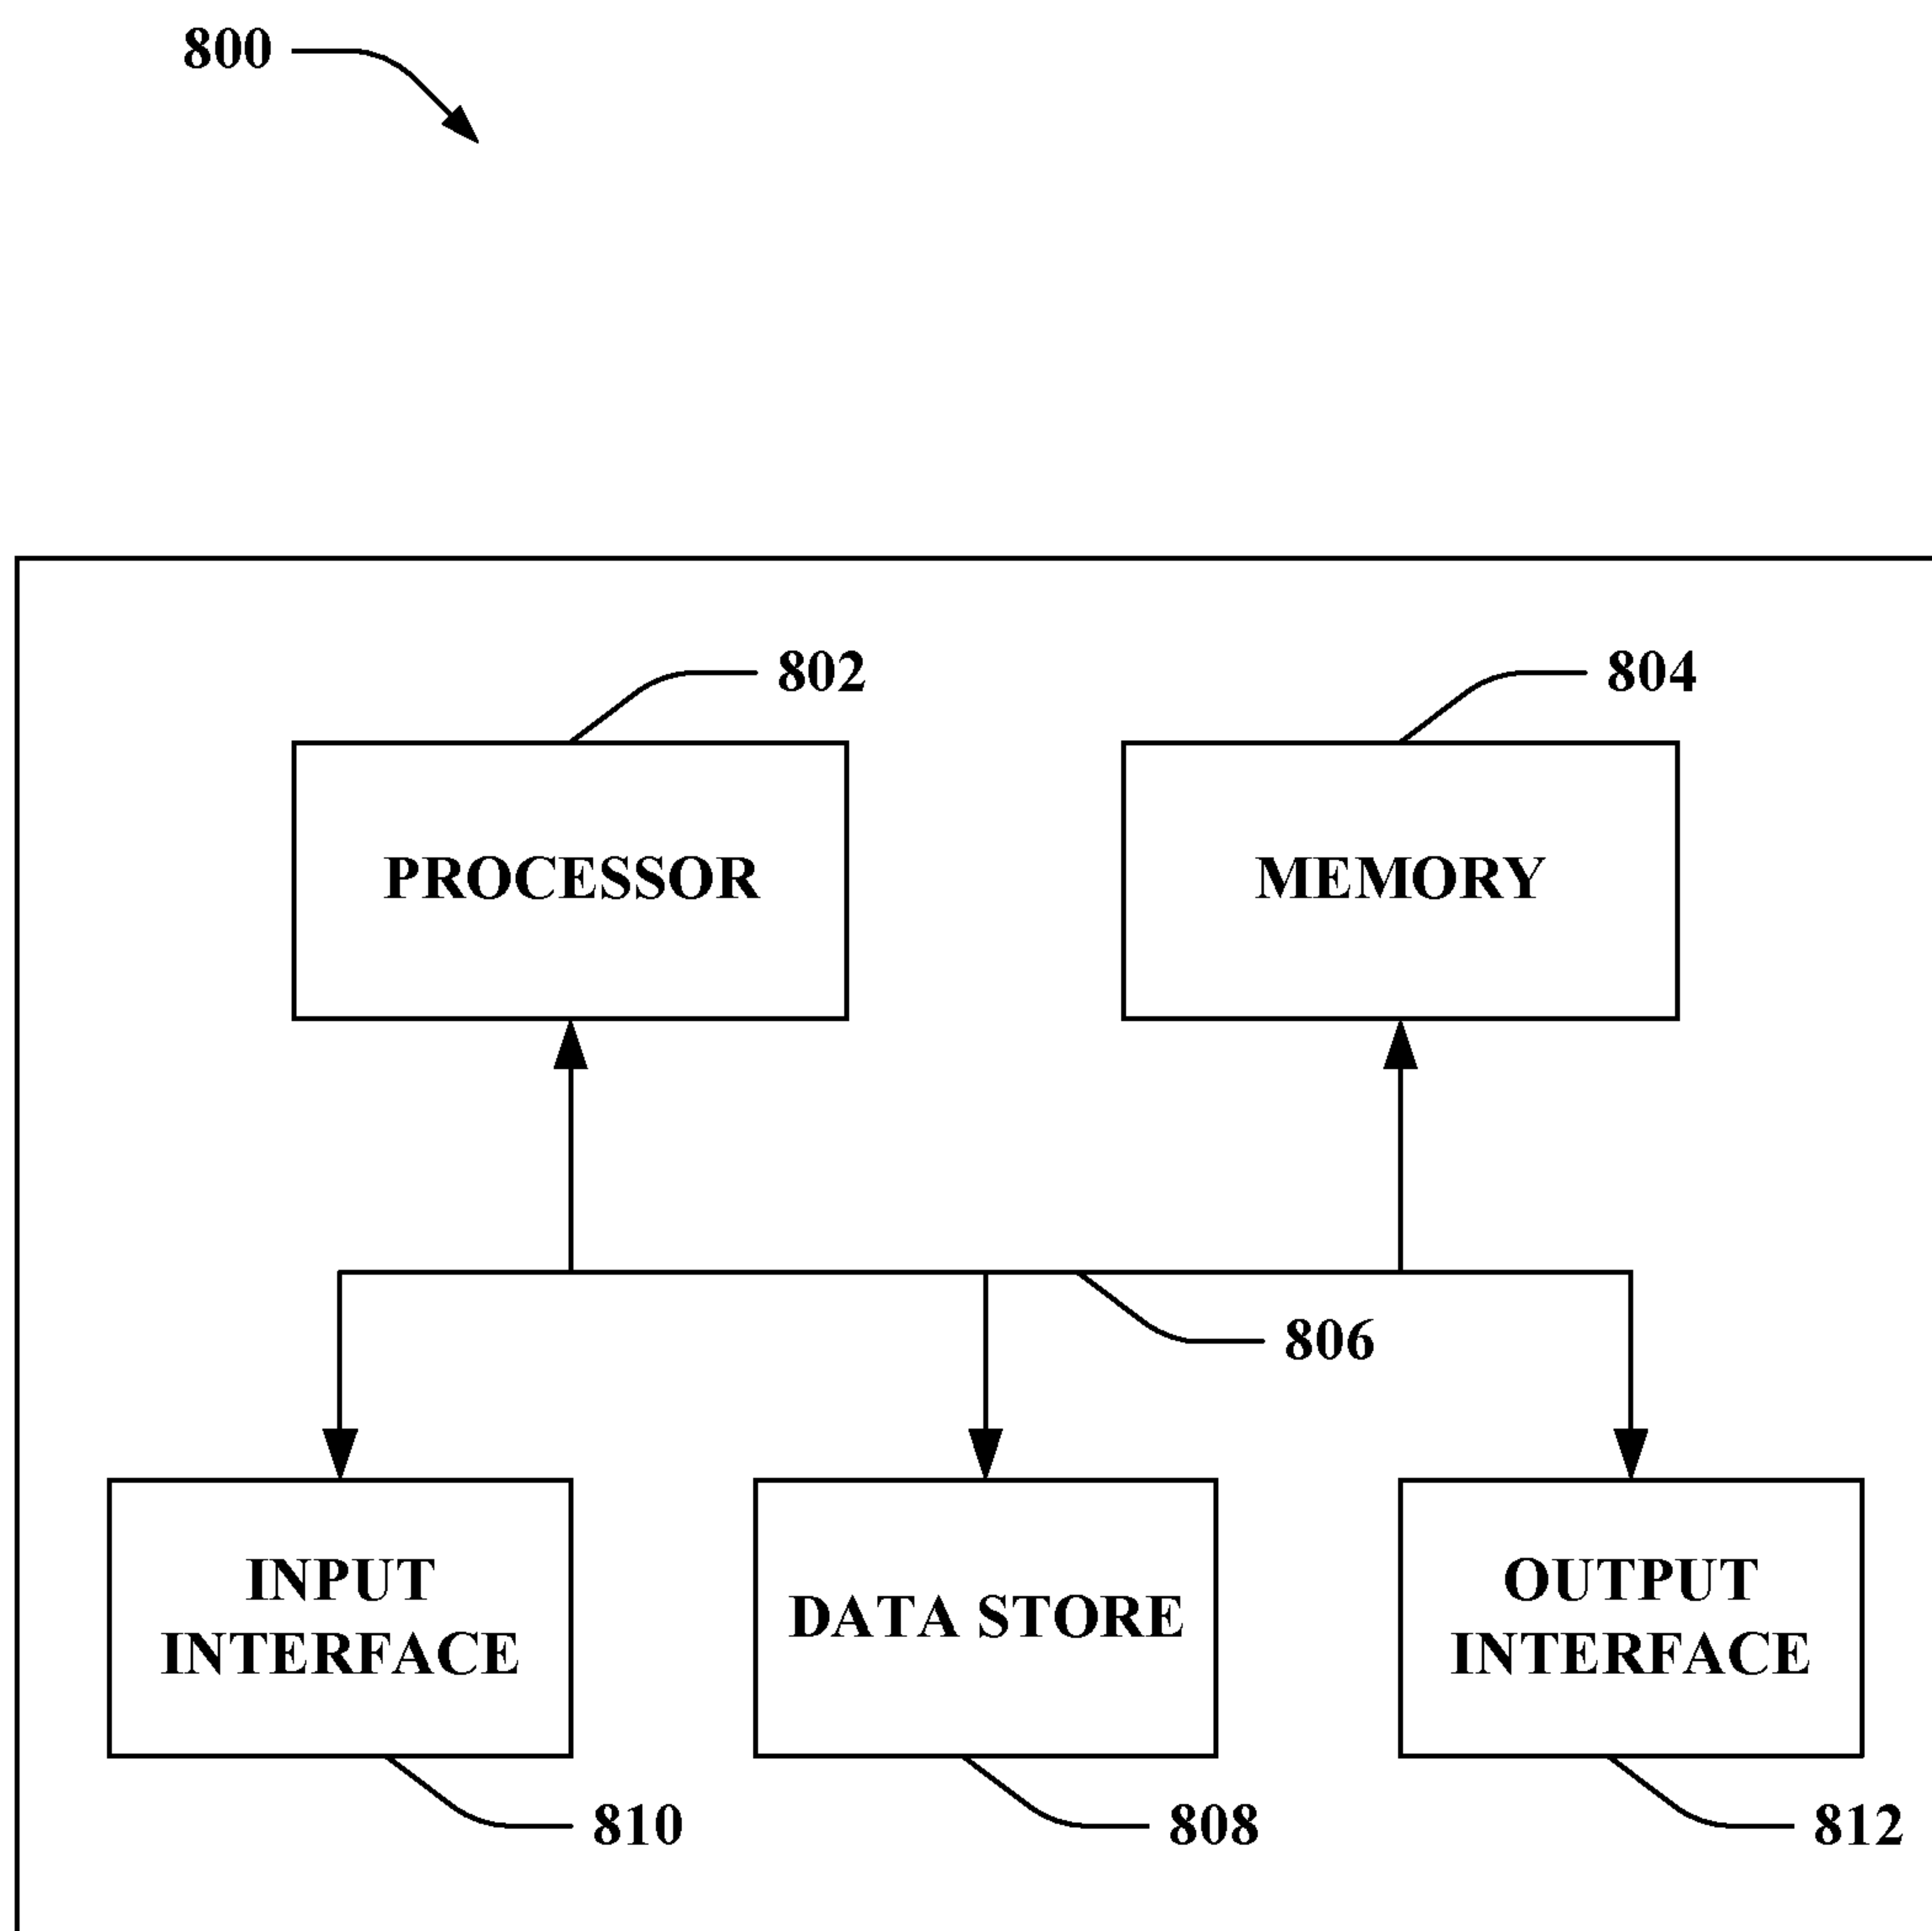 800
802
804
PROCESSOR
MEMORY
806
INPUT
INTERFACE
DATA STORE
OUTPUT
INTERFACE
810
808
812